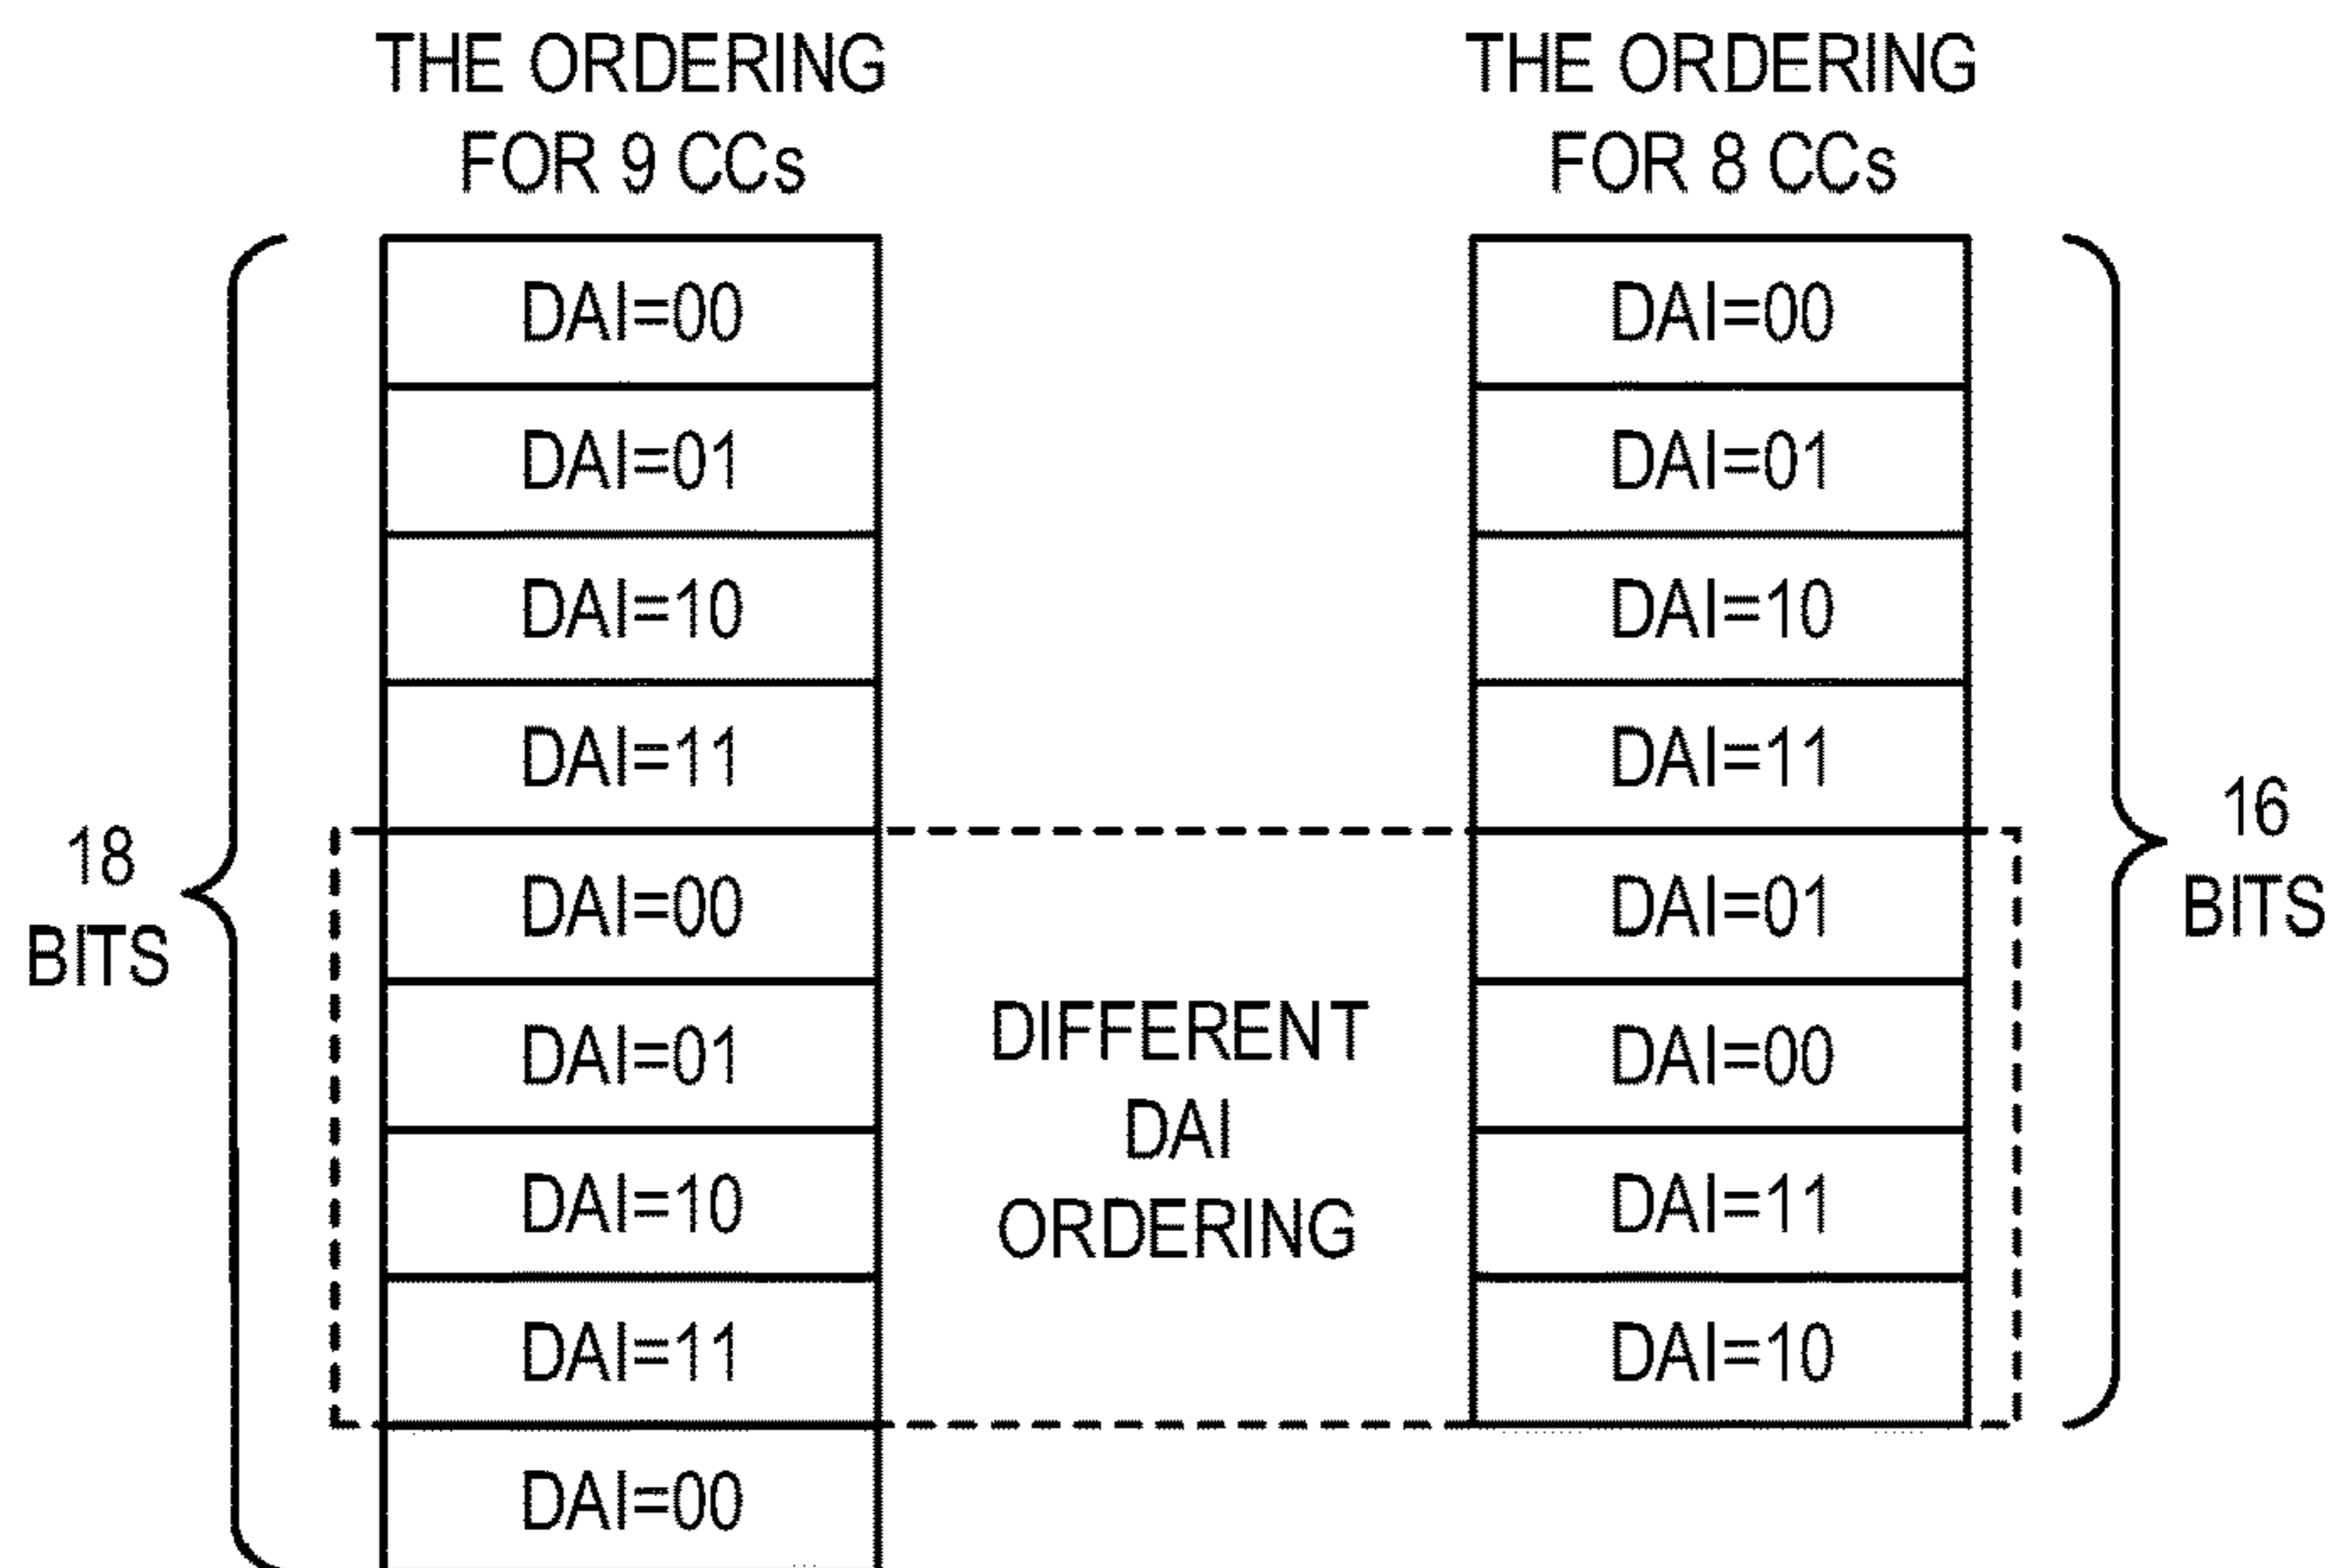 THE ORDERING
FOR 9 CCs
DAI=00
DAI=01
DAI=10
DAI=11
DAI=00
DAI=01
DAI=10
DAI=11
DAI=00
18
BITS
DIFFERENT
DAI
ORDERING
THE ORDERING
FOR 8 CCs
DAI=00
DAI=01
DAI=10
DAI=11
DAI=01
DAI=00
DAI=11
DAI=10
16
BITS